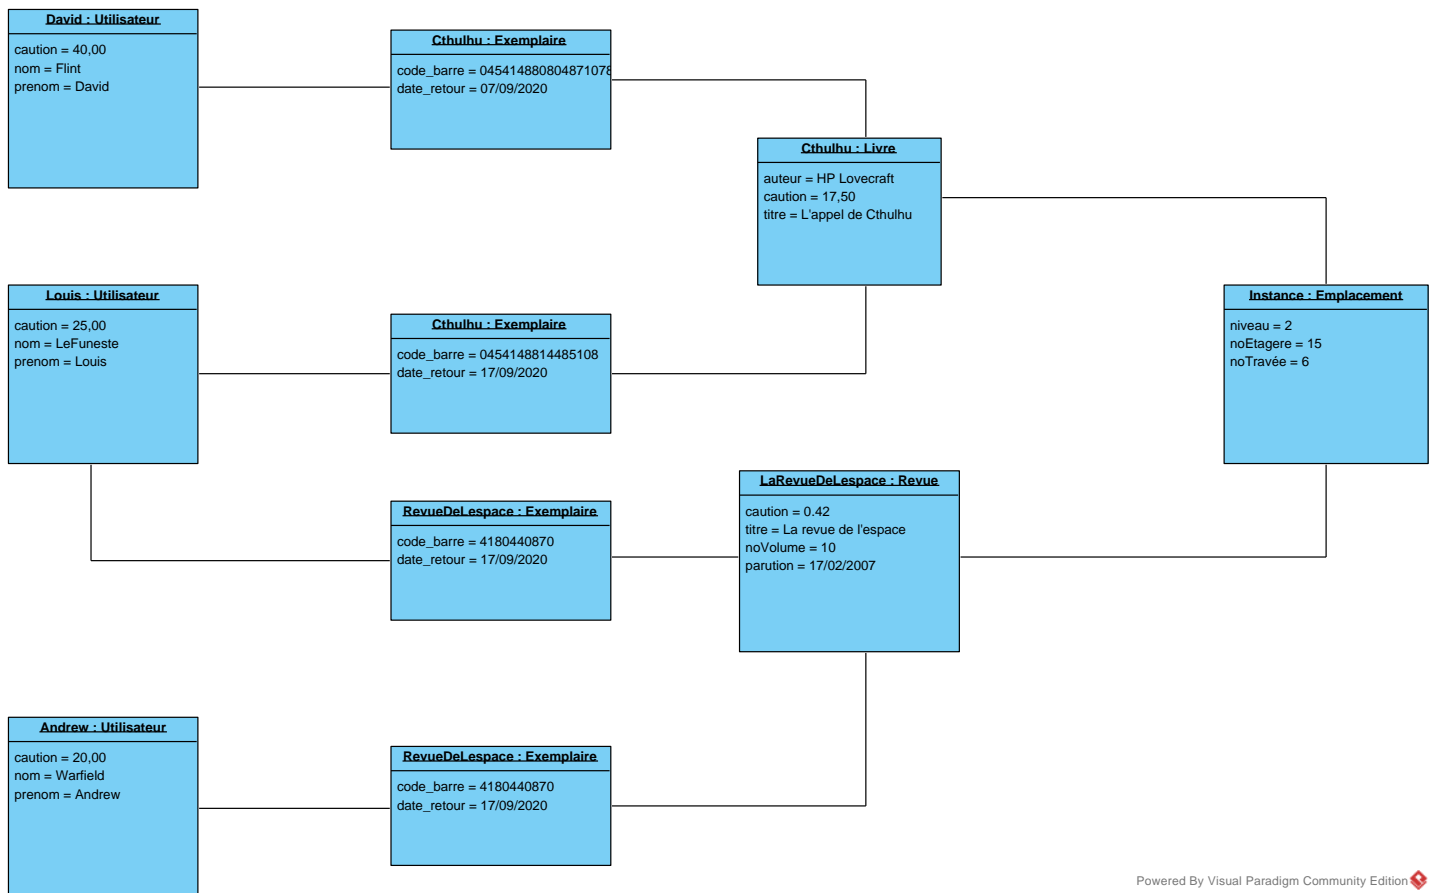 David : Utilisateur
caution = 40,00
nom = Flint
prenom = David
Cthulhu : Exemplaire
code_barre = 045414880804871078
date_retour = 07/09/2020
Cthulhu : Livre
auteur = HP Lovecraft
caution = 17,50
titre = L'appel de Cthulhu
Louis : Utilisateur
caution = 25,00
nom = LeFuneste
prenom = Louis
Cthulhu : Exemplaire
code_barre = 0454148814485108
date_retour = 17/09/2020
Instance : Emplacement
niveau = 2
noEtagere = 15
noTravée = 6
RevueDeLespace : Exemplaire
code_barre = 4180440870
date_retour = 17/09/2020
LaRevueDeLespace : Revue
caution = 0.42
titre = La revue de l'espace
noVolume = 10
parution = 17/02/2007
Andrew : Utilisateur
caution = 20,00
nom = Warfield
prenom = Andrew
RevueDeLespace : Exemplaire
code_barre = 4180440870
date_retour = 17/09/2020
Powered By Visual Paradigm Community Edition